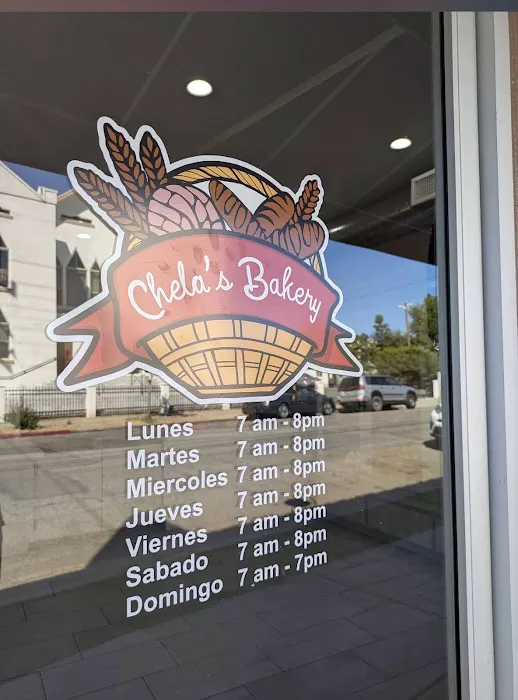 Chela's Bakery
Lunes 7 am - 8pm
Martes 7 am - 8pm
Miercoles 7 am - 8pm
Jueves 7 am - 8pm
Viernes 7 am - 8pm
Sabado 7 am - 8pm
Domingo 7 am - 7pm